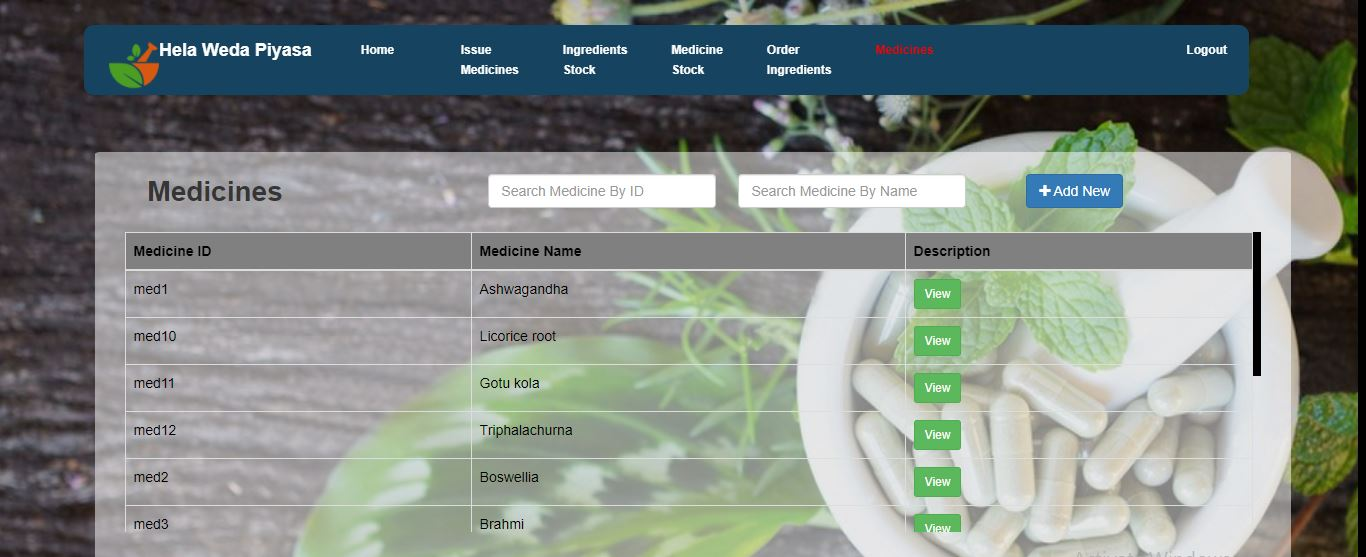 Hela Weda Piyasa Home Issue Medicines Ingredients Stock Medicine Stock Order Ingredients Medicines Logout
Medicines Search Medicine By ID Search Medicine By Name Add New
Medicine ID Medicine Name Description
med1 Ashwagandha View
med10 Licorice root View
med11 Gotu kola View
med12 Triphalachurna View
med2 Boswellia View
med3 Brahmi View